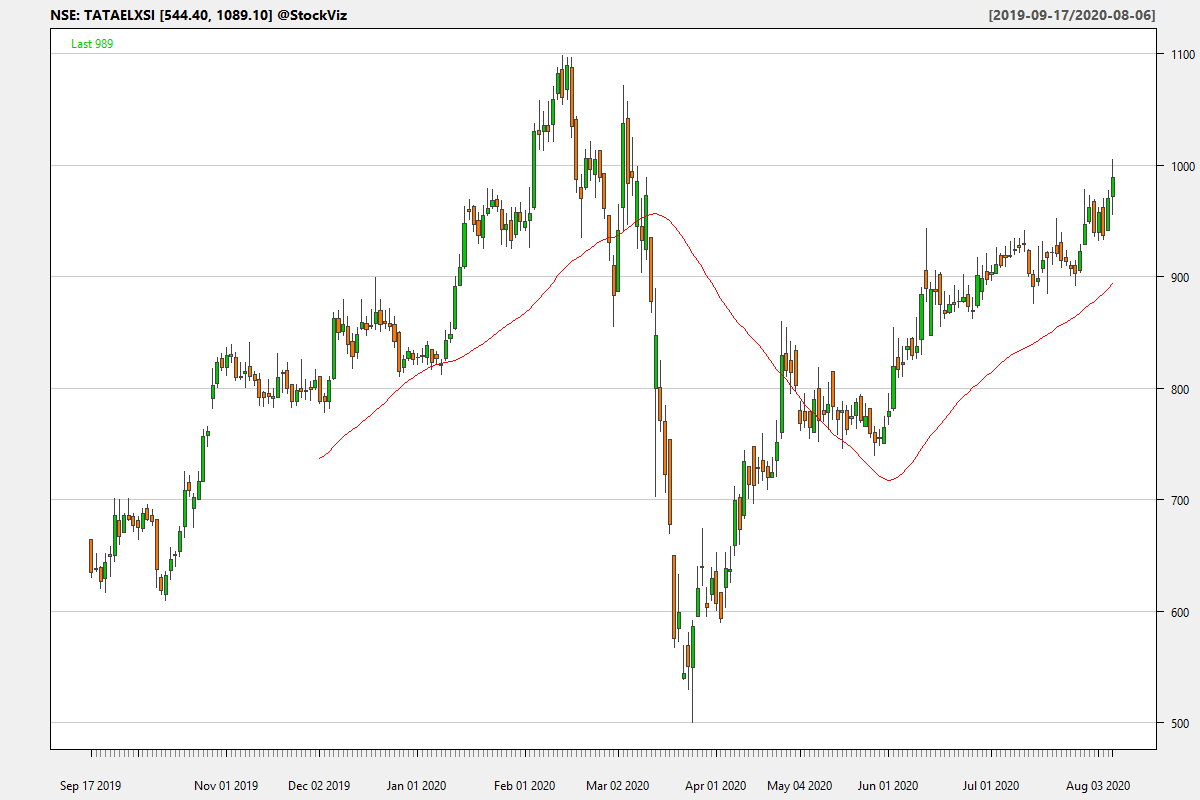 NSE: TATAELXSI [544.40, 1089.10] @StockViz [2019-09-17/2020-08-06]
Last 989
1100
1000
900
800
700
600
500
Sep 17 2019 Nov 01 2019 Dec 02 2019 Jan 01 2020 Feb 01 2020 Mar 02 2020 Apr 01 2020 May 04 2020 Jun 01 2020 Jul 01 2020 Aug 03 2020